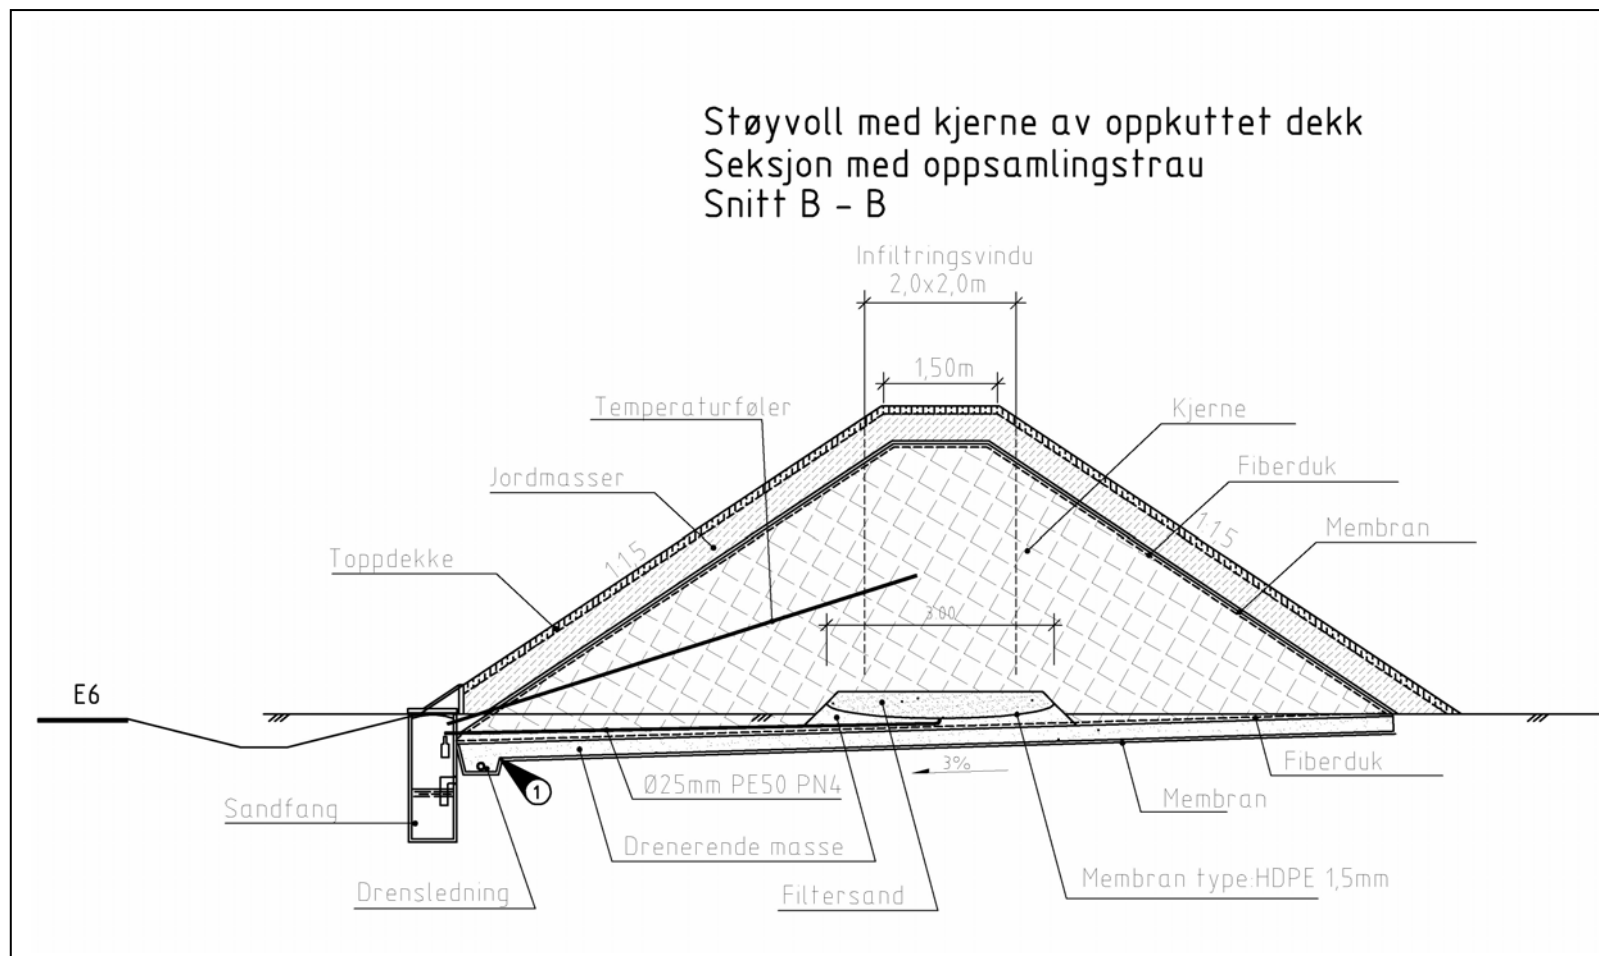 Støyvoll med kjerne av oppkuttet dekk
Seksjon med oppsamlingstrau
Snitt B - B
Infiltringsvindu
2,0x2,0m
1,50m
Temperaturføler
Kjerne
Fiberduk
Jordmasser
Membran
1:1.5
1:1.5
Toppdekke
3.00
E6
Fiberduk
3%
Ø25mm PE50 PN4
1
Membran
Sandfang
Drenerende masse
Membran type:HDPE 1,5mm
Drensledning
Filtersand